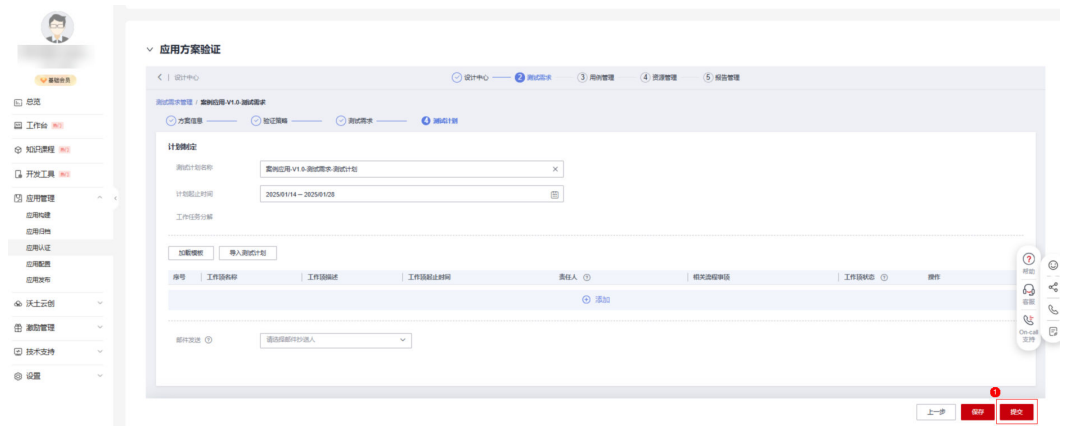 应用方案验证
基础会员
设计中心
设计中心 2 测试需求 3 用例管理 4 资源管理 5 报告管理
总览
测试需求管理 / 案例应用-V1.0-测试需求
工作台 热门
方案信息 验证策略 测试需求 4 测试计划
知识课程 热门
计划制定
开发工具 热门
测试计划名称 案例应用-V1.0-测试需求-测试计划
应用管理
计划起止时间 2025/01/14 ~ 2025/01/28
应用构建
工作任务分解
应用归档
应用认证
加载模板 导入测试计划
应用配置
序号 工作项名称 工作项描述 工作项起止时间 责任人 相关流程事项 工作项状态 操作
应用发布
添加
沃土云创
激励管理
邮件发送 请选择邮件抄送人
技术支持
设置
帮助
客服
On-call
支持
1
上一步 保存 提交